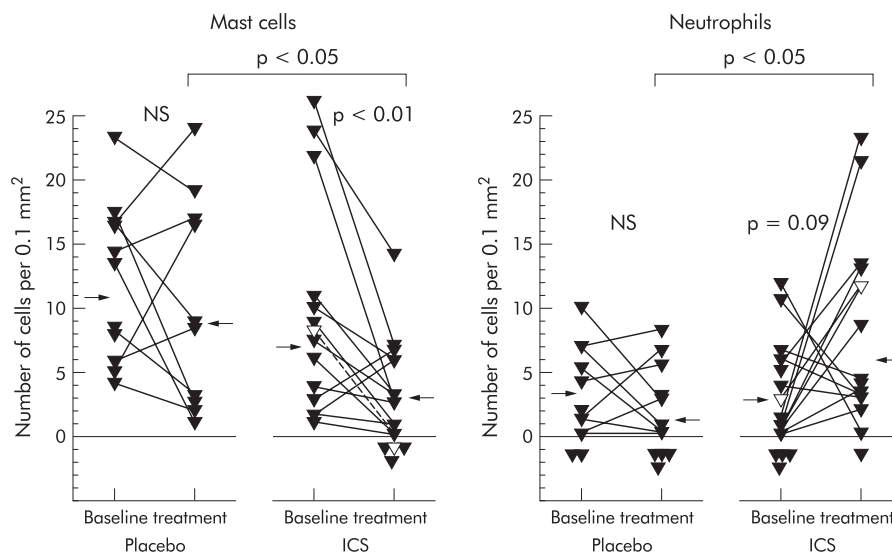 Mast cells
Neutrophils
p < 0.05
p < 0.05
Number of cells per 0.1 mm²
25
20
15
10
5
0
NS
p < 0.01
Baseline treatment
Placebo
Baseline treatment
ICS
Number of cells per 0.1 mm²
25
20
15
10
5
0
NS
p = 0.09
Baseline treatment
Placebo
Baseline treatment
ICS